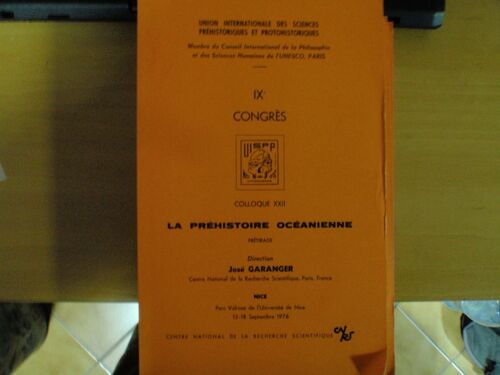 UNION INTERNATIONALE DES SCIENCES
PRÉHISTORIQUES ET PROTOHISTORIQUES
Membre du Conseil International de la Philosophie
et des Sciences Humaines de l'UNESCO, PARIS
IXe
CONGRÈS
UISPP
COLLOQUE XXII
LA PRÉHISTOIRE OCÉANIENNE
PRÉTIRAGE
Direction
José GARANGER
Centre National de la Recherche Scientifique, Paris, France
NICE
Parc Valrose de l'Université de Nice
13-18 Septembre 1976
CENTRE NATIONAL DE LA RECHERCHE SCIENTIFIQUE